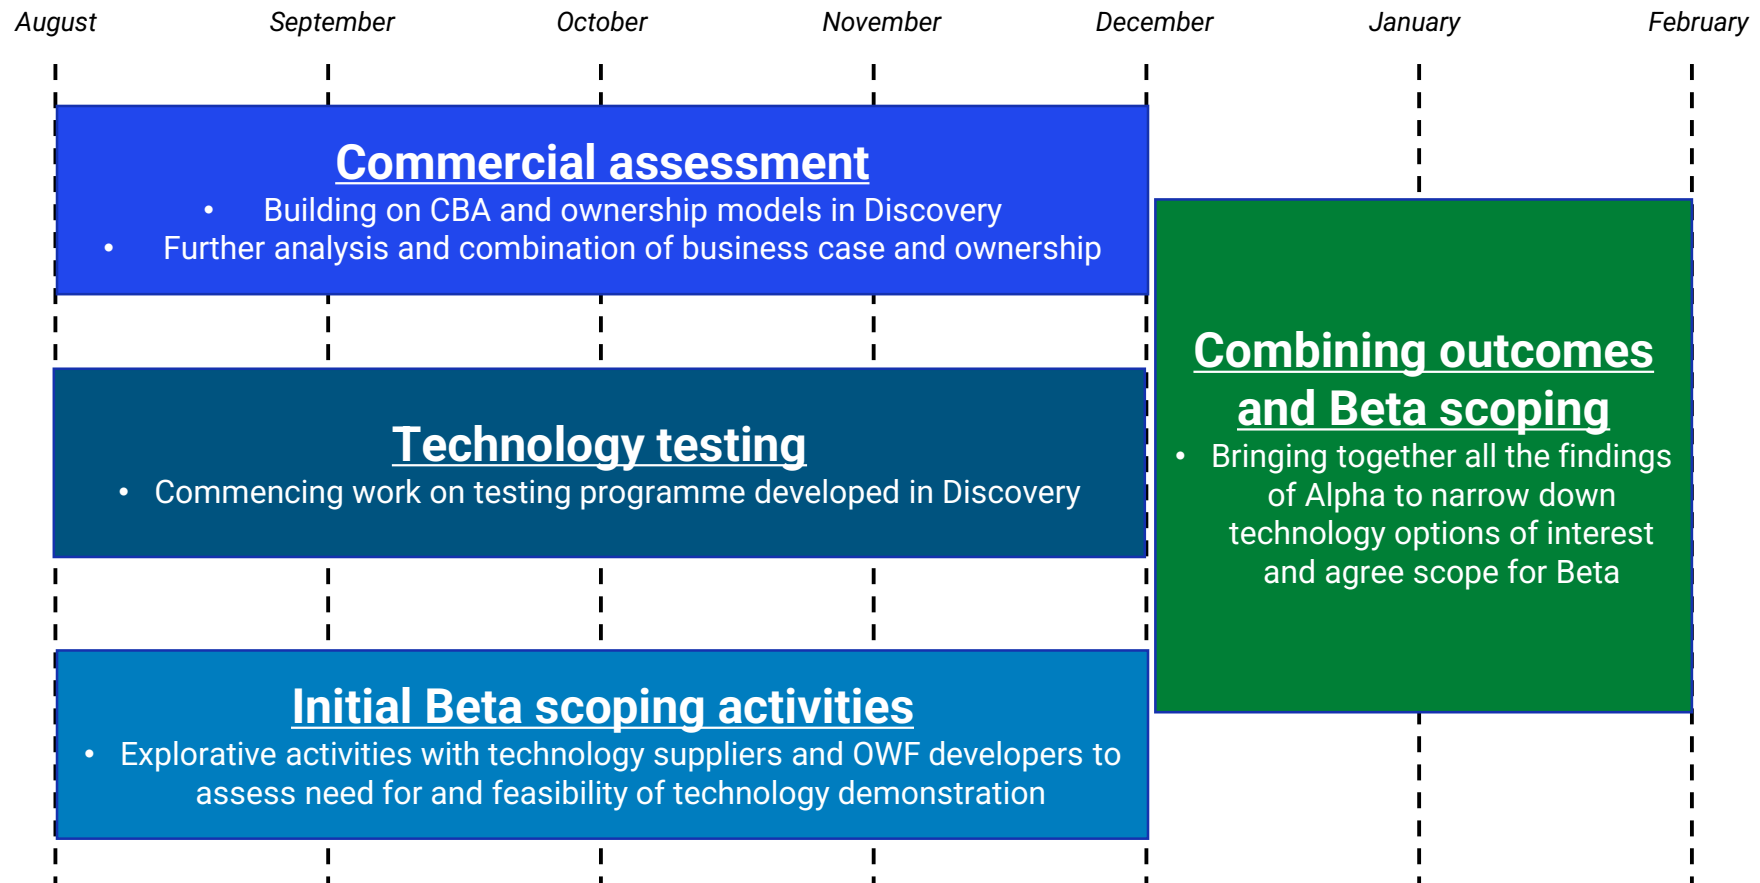 August
September
October
November
December
January
February
Commercial assessment
• Building on CBA and ownership models in Discovery
• Further analysis and combination of business case and ownership
Technology testing
• Commencing work on testing programme developed in Discovery
Initial Beta scoping activities
• Explorative activities with technology suppliers and OWF developers to
assess need for and feasibility of technology demonstration
Combining outcomes
and Beta scoping
• Bringing together all the findings
of Alpha to narrow down
technology options of interest
and agree scope for Beta